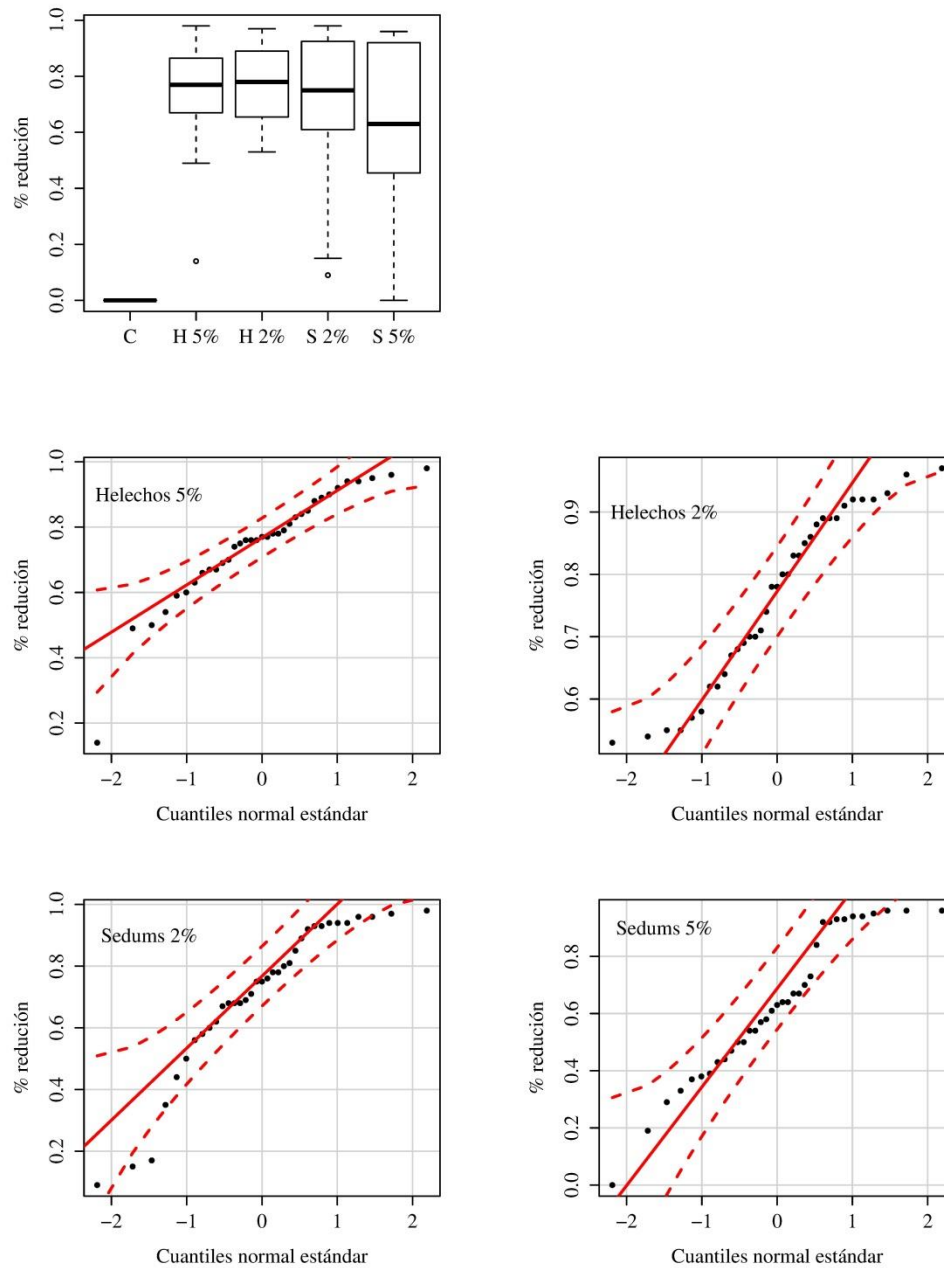 % redución
1.0
0.8
0.6
0.4
0.2
0.0
C H 5% H 2% S 2% S 5%
Helechos 5%
% redución
1.0
0.8
0.6
0.4
0.2
−2 −1 0 1 2
Cuantiles normal estándar
Helechos 2%
% redución
0.9
0.8
0.7
0.6
−2 −1 0 1 2
Cuantiles normal estándar
Sedums 2%
% redución
1.0
0.8
0.6
0.4
0.2
−2 −1 0 1 2
Cuantiles normal estándar
Sedums 5%
% redución
0.8
0.6
0.4
0.2
0.0
−2 −1 0 1 2
Cuantiles normal estándar